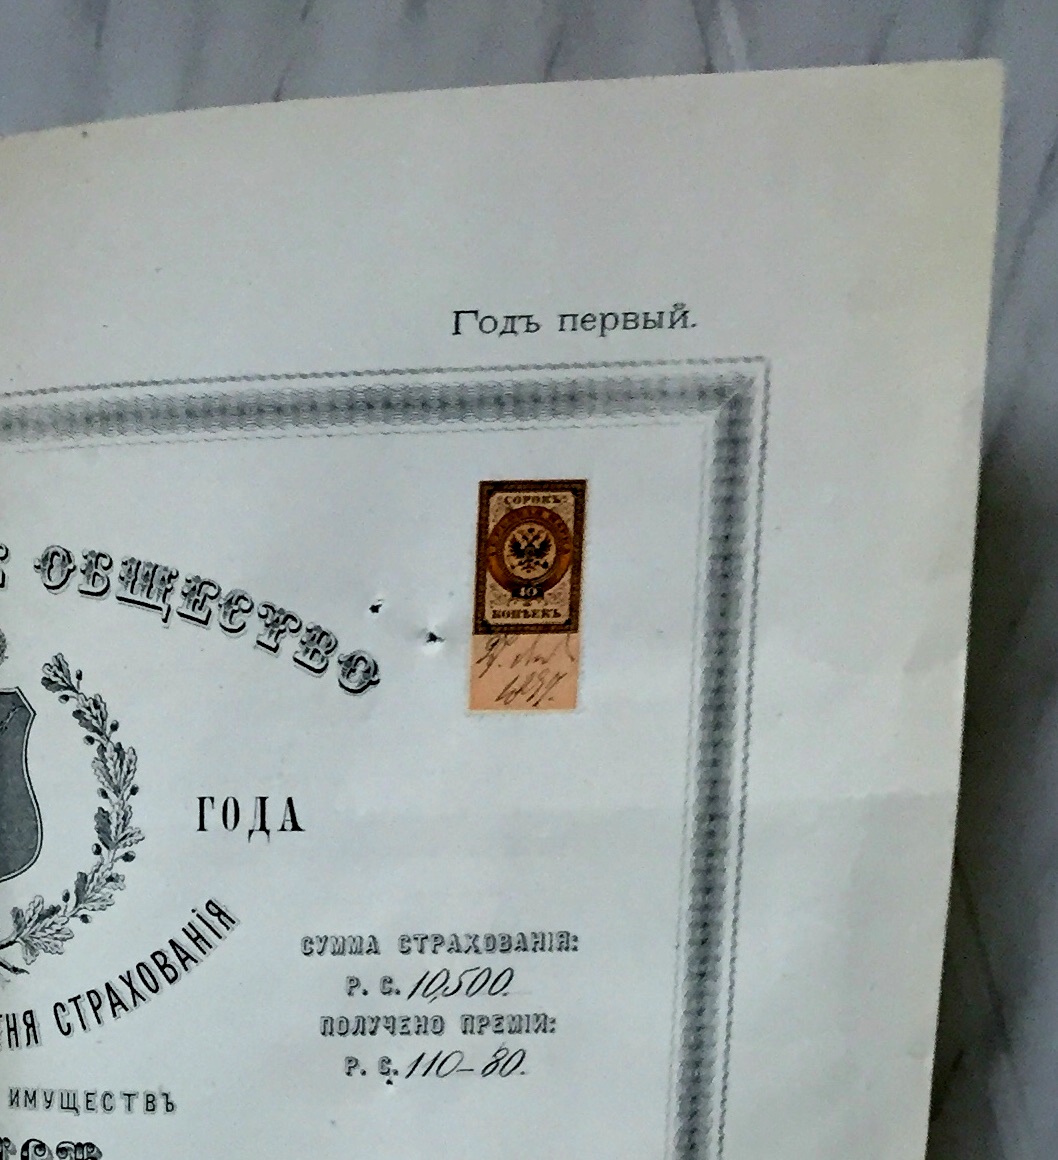 Годъ первый.
СОРОКЪ
40
КОПѢЕКЪ
ОБЩЕСТВО
ГОДА
СТРАХОВАНІЯ
СУММА СТРАХОВАНІЯ:
Р. С. 10,500.
ПОЛУЧЕНО ПРЕМІИ:
Р. С. 110-80.
ИМУЩЕСТВЪ